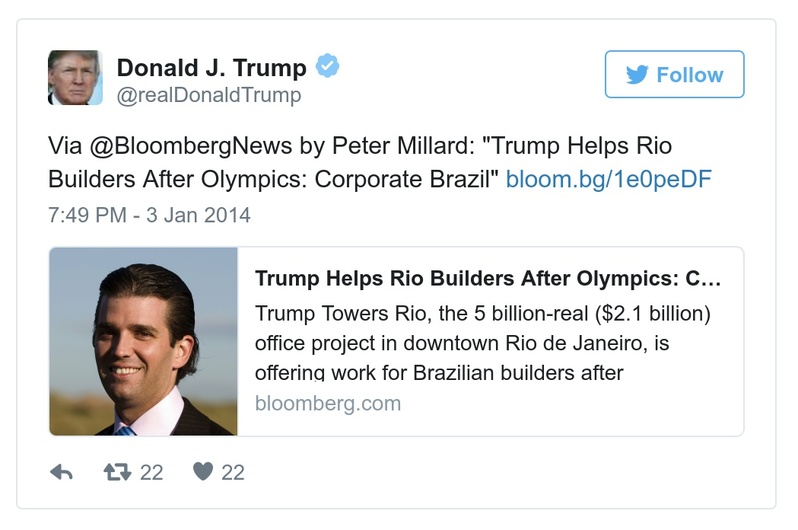 Donald J. Trump
@realDonaldTrump
Follow
Via @BloombergNews by Peter Millard: "Trump Helps Rio
Builders After Olympics: Corporate Brazil" bloom.bg/1e0peDF
7:49 PM - 3 Jan 2014
Trump Helps Rio Builders After Olympics: C...
Trump Towers Rio, the 5 billion-real ($2.1 billion)
office project in downtown Rio de Janeiro, is
offering work for Brazilian builders after
bloomberg.com
22 22